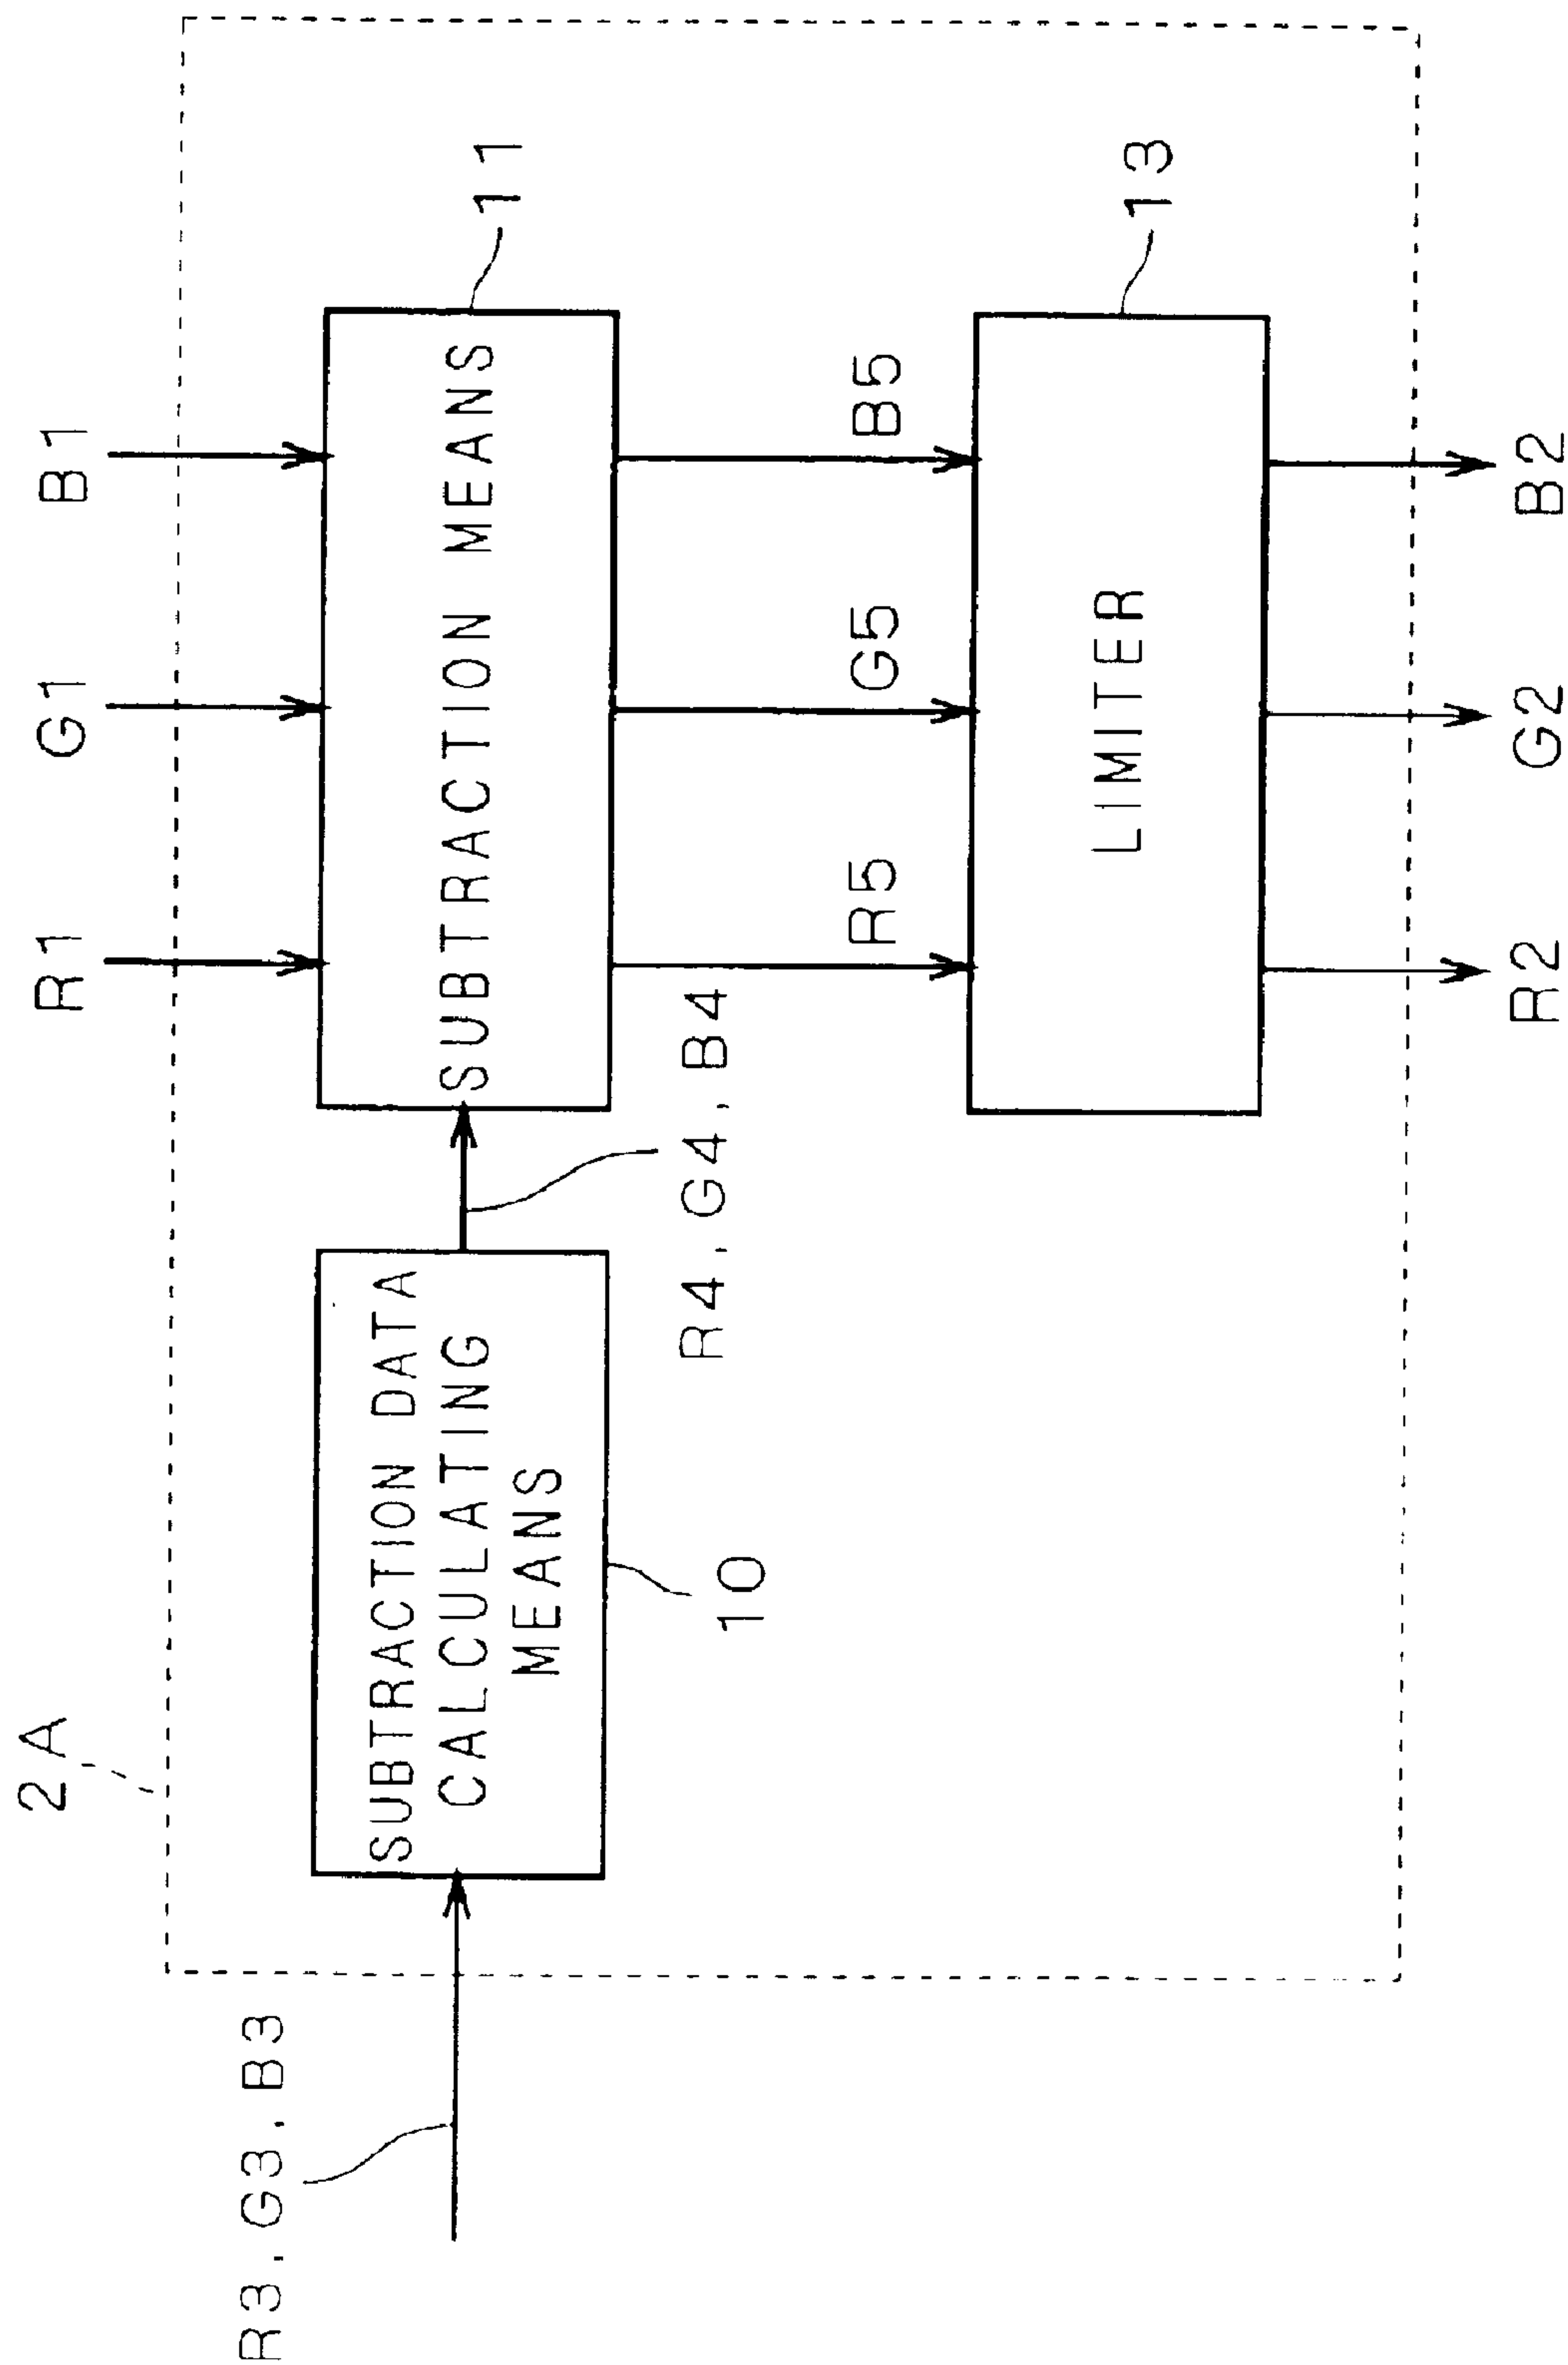 R3, G3, B3
2A
SUBTRACTION DATA
CALCULATING
MEANS
10
R4, G4, B4
R1
G1
B1
SUBTRACTION MEANS
11
R5
G5
B5
LIMITER
13
R2
G2
B2